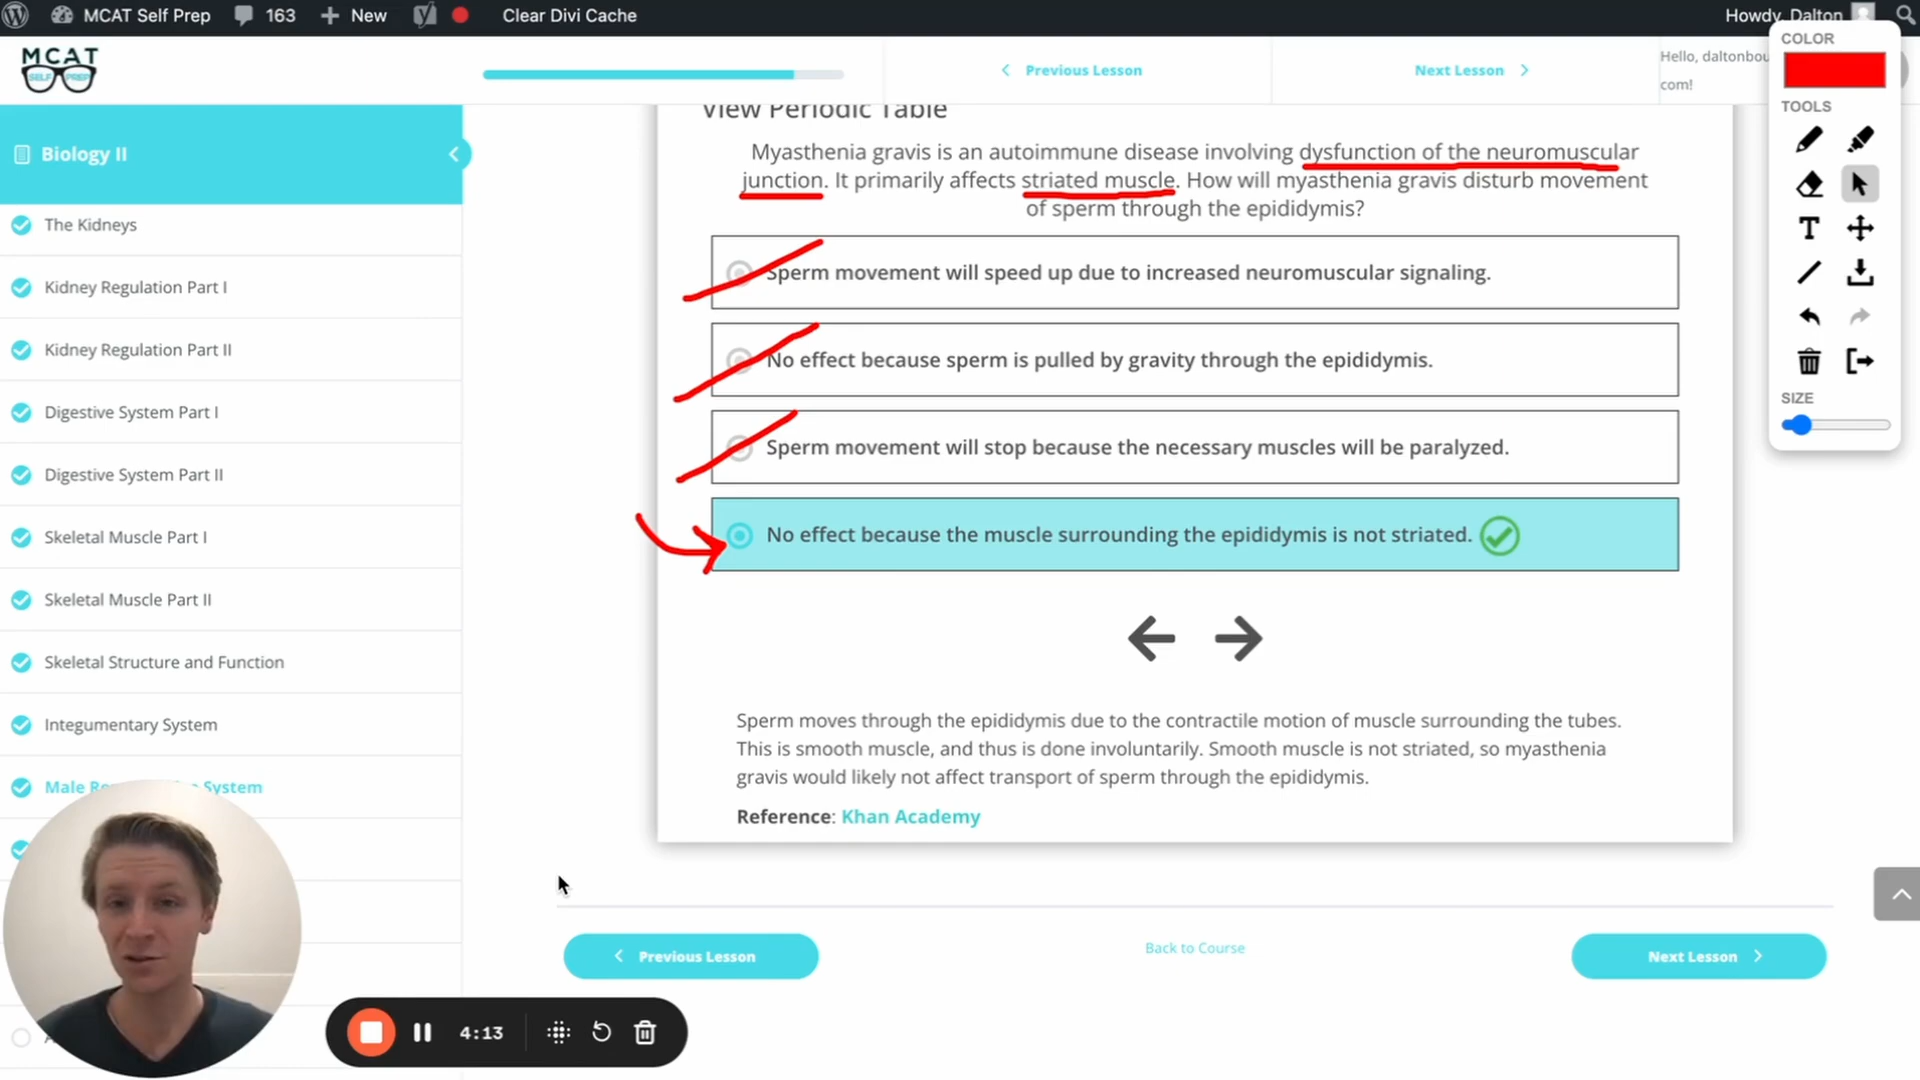 MCAT Self Prep
163
New
Clear Divi Cache
Howdy, Dalton
MCAT
SELF PREP
Previous Lesson
Next Lesson
Hello, daltonbou
com!
COLOR
TOOLS
SIZE
Biology II
The Kidneys
Kidney Regulation Part I
Kidney Regulation Part II
Digestive System Part I
Digestive System Part II
Skeletal Muscle Part I
Skeletal Muscle Part II
Skeletal Structure and Function
Integumentary System
Male System
View Periodic Table
Myasthenia gravis is an autoimmune disease involving dysfunction of the neuromuscular
junction. It primarily affects striated muscle. How will myasthenia gravis disturb movement
of sperm through the epididymis?
Sperm movement will speed up due to increased neuromuscular signaling.
No effect because sperm is pulled by gravity through the epididymis.
Sperm movement will stop because the necessary muscles will be paralyzed.
No effect because the muscle surrounding the epididymis is not striated.
Sperm moves through the epididymis due to the contractile motion of muscle surrounding the tubes.
This is smooth muscle, and thus is done involuntarily. Smooth muscle is not striated, so myasthenia
gravis would likely not affect transport of sperm through the epididymis.
Reference: Khan Academy
Previous Lesson
Back to Course
Next Lesson
4:13